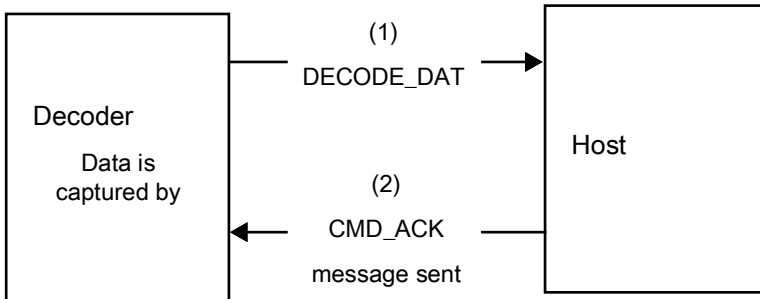 (1)
DECODE_DAT
Decoder
Data is
captured by
Host
(2)
CMD_ACK
message sent